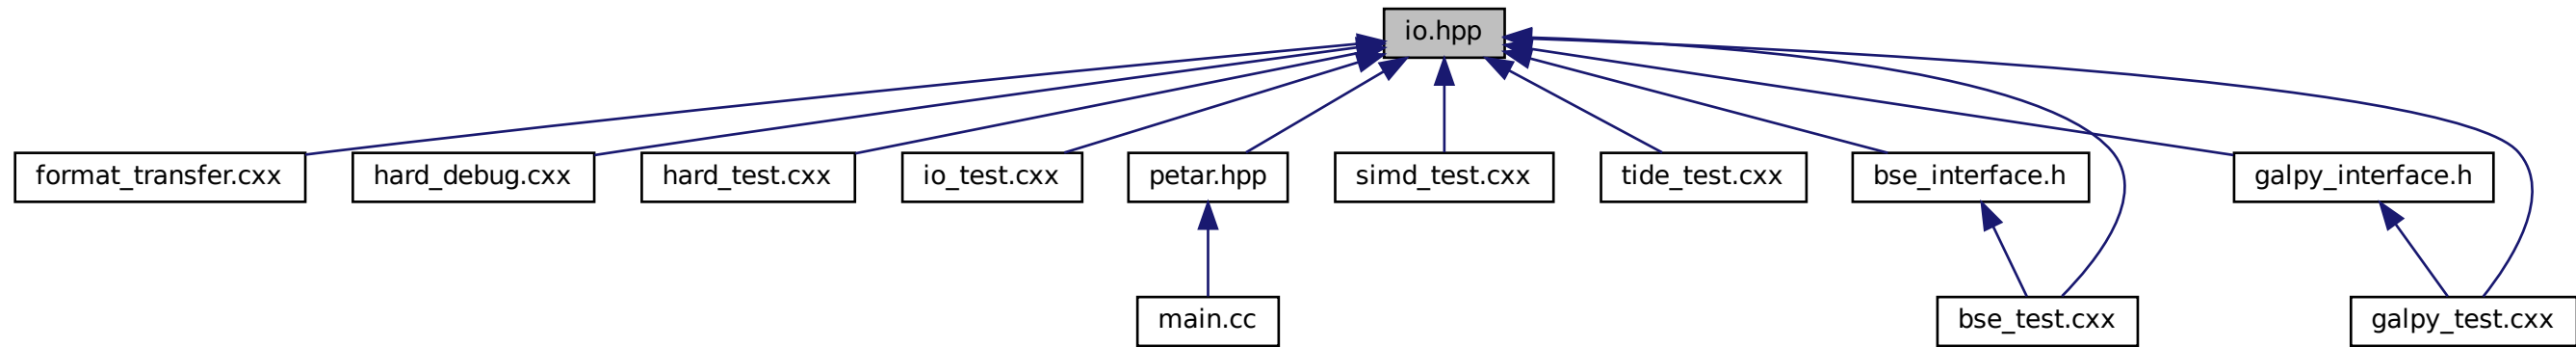 io.hpp
format_transfer.cxx
hard_debug.cxx
hard_test.cxx
io_test.cxx
petar.hpp
simd_test.cxx
tide_test.cxx
bse_interface.h
galpy_interface.h
main.cc
bse_test.cxx
galpy_test.cxx